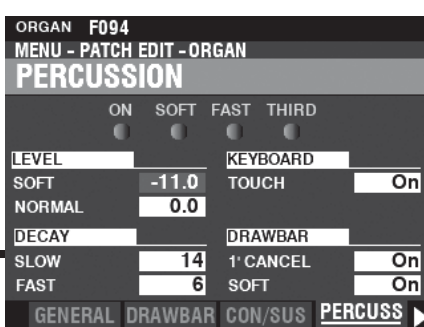 ORGAN F094
MENU - PATCH EDIT - ORGAN
PERCUSSION
ON SOFT FAST THIRD
LEVEL KEYBOARD
SOFT -11.0 TOUCH On
NORMAL 0.0
DECAY DRAWBAR
SLOW 14 1' CANCEL On
FAST 6 SOFT On
GENERAL DRAWBAR CON/SUS PERCUSS